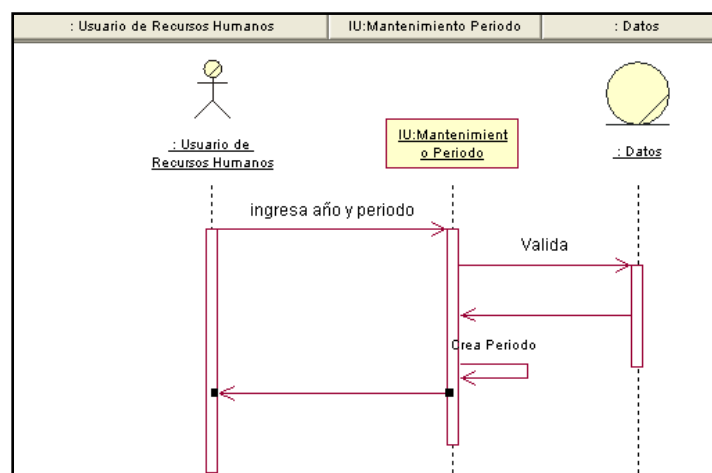 : Usuario de Recursos Humanos
IU:Mantenimiento Periodo
: Datos
: Usuario de
Recursos Humanos
IU:Mantenimient
o Periodo
: Datos
ingresa año y periodo
Valida
Crea Periodo